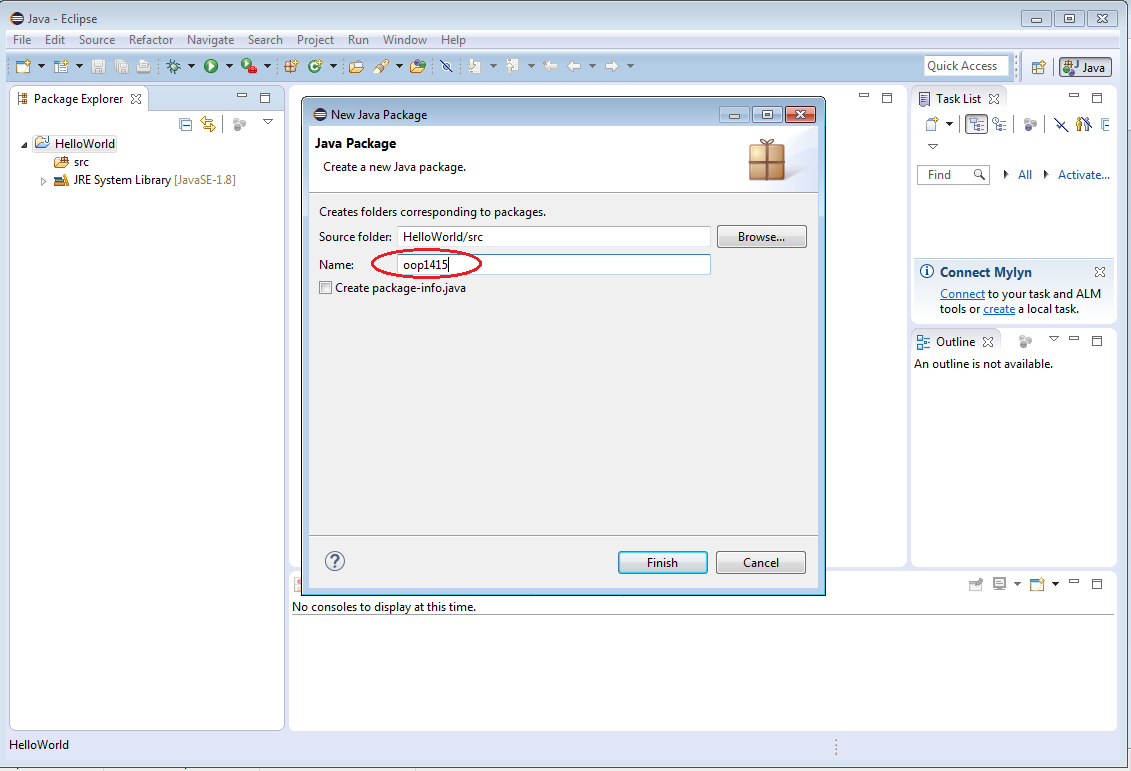 Java - Eclipse
File Edit Source Refactor Navigate Search Project Run Window Help
Quick Access
Java
Package Explorer
HelloWorld
src
JRE System Library [JavaSE-1.8]
New Java Package
Java Package
Create a new Java package.
Creates folders corresponding to packages.
Source folder: HelloWorld/src Browse...
Name: oop1415
Create package-info.java
? Finish Cancel
Task List
Find All Activate...
Connect Mylyn
Connect to your task and ALM
tools or create a local task.
Outline
An outline is not available.
No consoles to display at this time.
HelloWorld